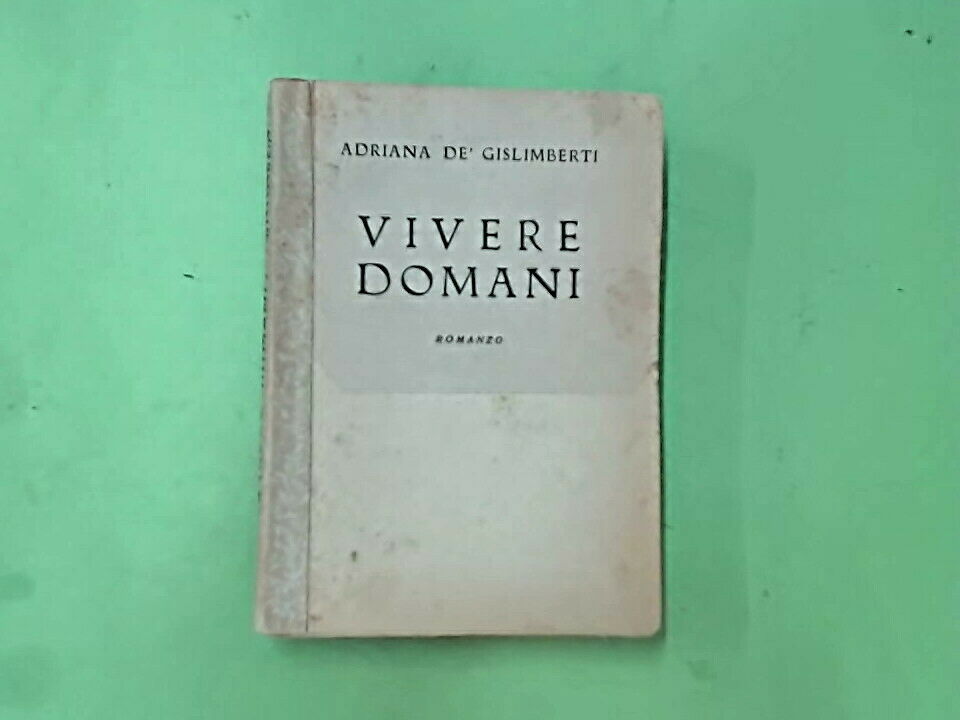 ADRIANA DE' GISLIMBERTI
VIVERE
DOMANI
ROMANZO